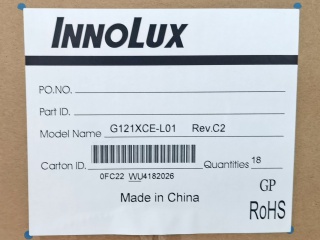 INNOLUX
PO.NO.
Part ID.
Model Name G121XCE-L01 Rev.C2
Carton ID.
Quantities 18
0FC22 WU4182026
Made in China
GP
RoHS